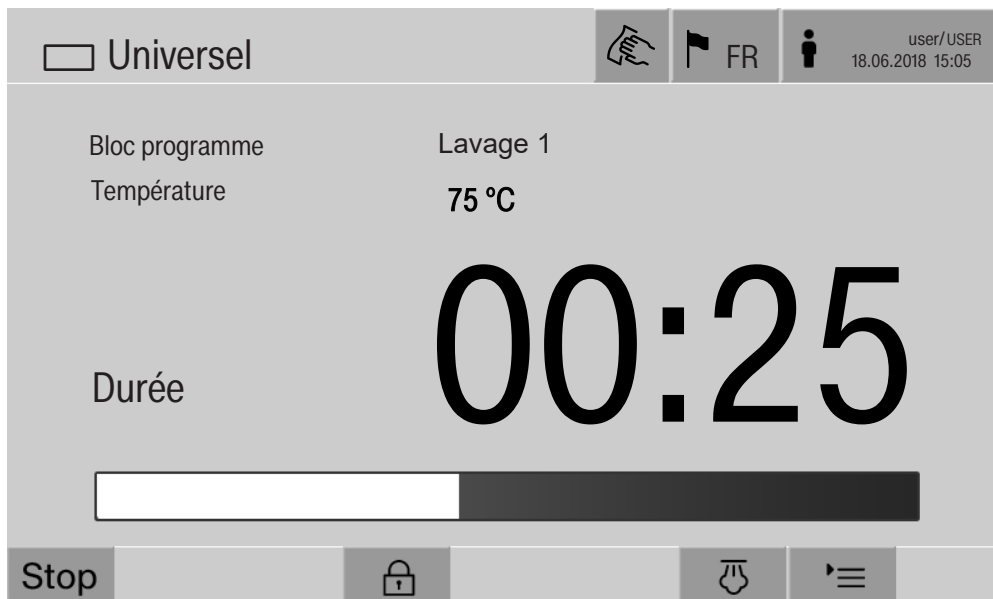 Universel
FR
user/USER
18.06.2018 15:05
Bloc programme Lavage 1
Température 75 °C
Durée 00:25
Stop